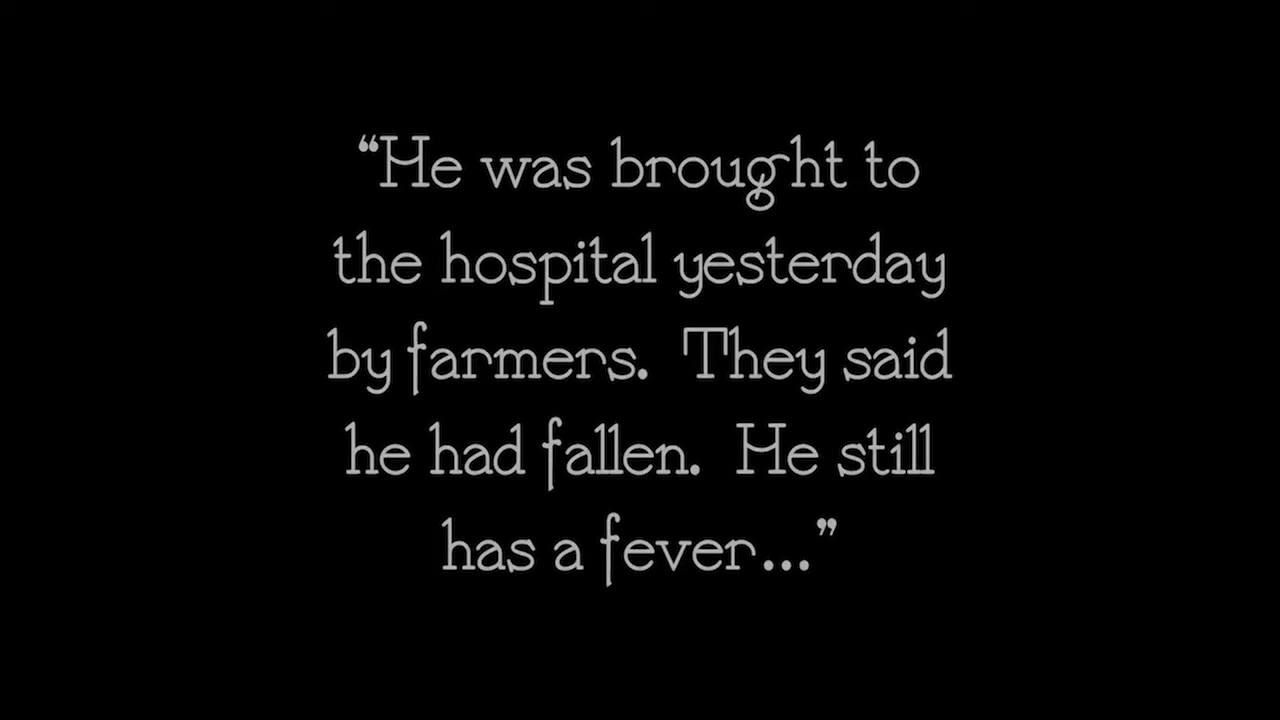 “He was brought to
the hospital yesterday
by farmers.  They said
he had fallen.  He still
has a fever...”